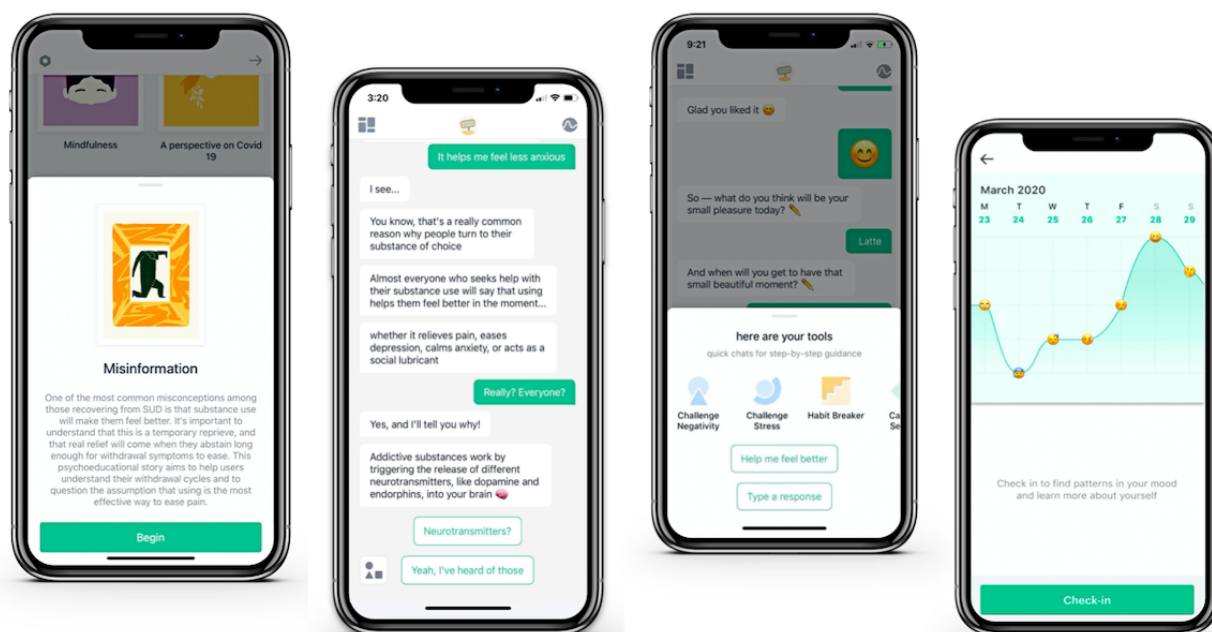 Mindfulness
A perspective on Covid
19
Misinformation
One of the most common misconceptions among
those recovering from SUD is that substance use
will make them feel better. It's important to
understand that this is a temporary reprieve, and
that real relief will come when they abstain long
enough for withdrawal symptoms to ease. This
psychoeducational story aims to help users
understand their withdrawal cycles and to
question the assumption that using is the most
effective way to ease pain.
Begin
3:20
It helps me feel less anxious
I see...
You know, that's a really common
reason why people turn to their
substance of choice
Almost everyone who seeks help with
their substance use will say that using
helps them feel better in the moment...
whether it relieves pain, eases
depression, calms anxiety, or acts as a
social lubricant
Really? Everyone?
Yes, and I'll tell you why!
Addictive substances work by
triggering the release of different
neurotransmitters, like dopamine and
endorphins, into your brain 🧠
Neurotransmitters?
Yeah, I've heard of those
9:21
Glad you liked it 😊
So — what do you think will be your
small pleasure today? ✏️
Latte
And when will you get to have that
small beautiful moment? ✏️
here are your tools
quick chats for step-by-step guidance
Challenge
Negativity
Challenge
Stress
Habit Breaker
Ca
Se
Help me feel better
Type a response
March 2020
M T W T F S S
23 24 25 26 27 28 29
Check in to find patterns in your mood
and learn more about yourself
Check-in